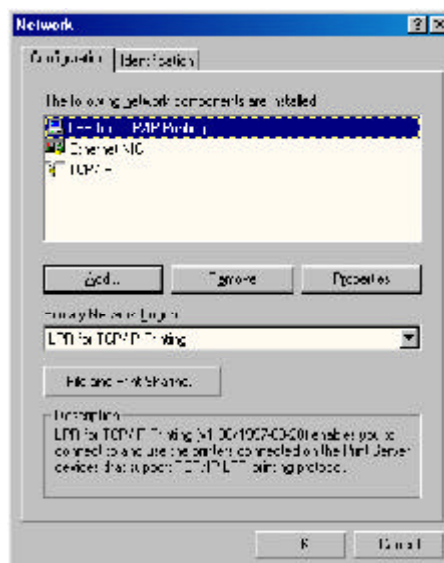 Network
Configuration Identification
The following network components are installed
LPR for TCP/IP Printing
Ethernet NIC
TCP/IP
Add... Remove Properties
Primary Network Logon
LPR for TCP/IP Printing
File and Print Sharing...
Description
LPR for TCP/IP Printing enables you to
connect to and use the printers connected on the Print Server
devices that support TCP/IP LPR printing protocol.
Cancel